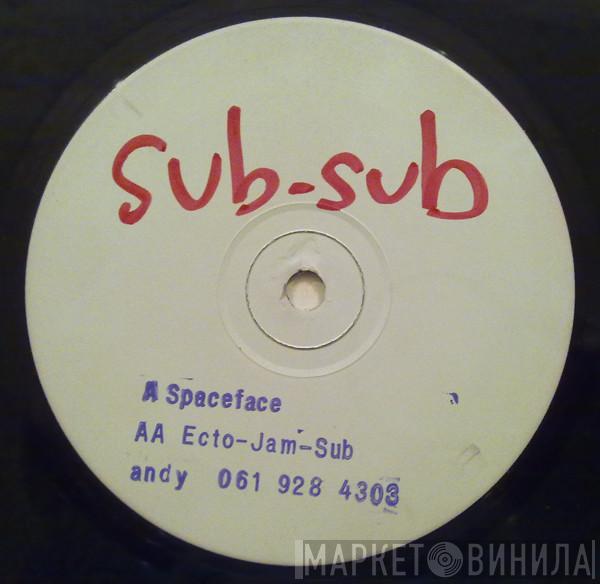 sub-sub
A Spaceface
AA Ecto-Jam-Sub
andy 061 928 4303
МАРКЕТ ВИНИЛА